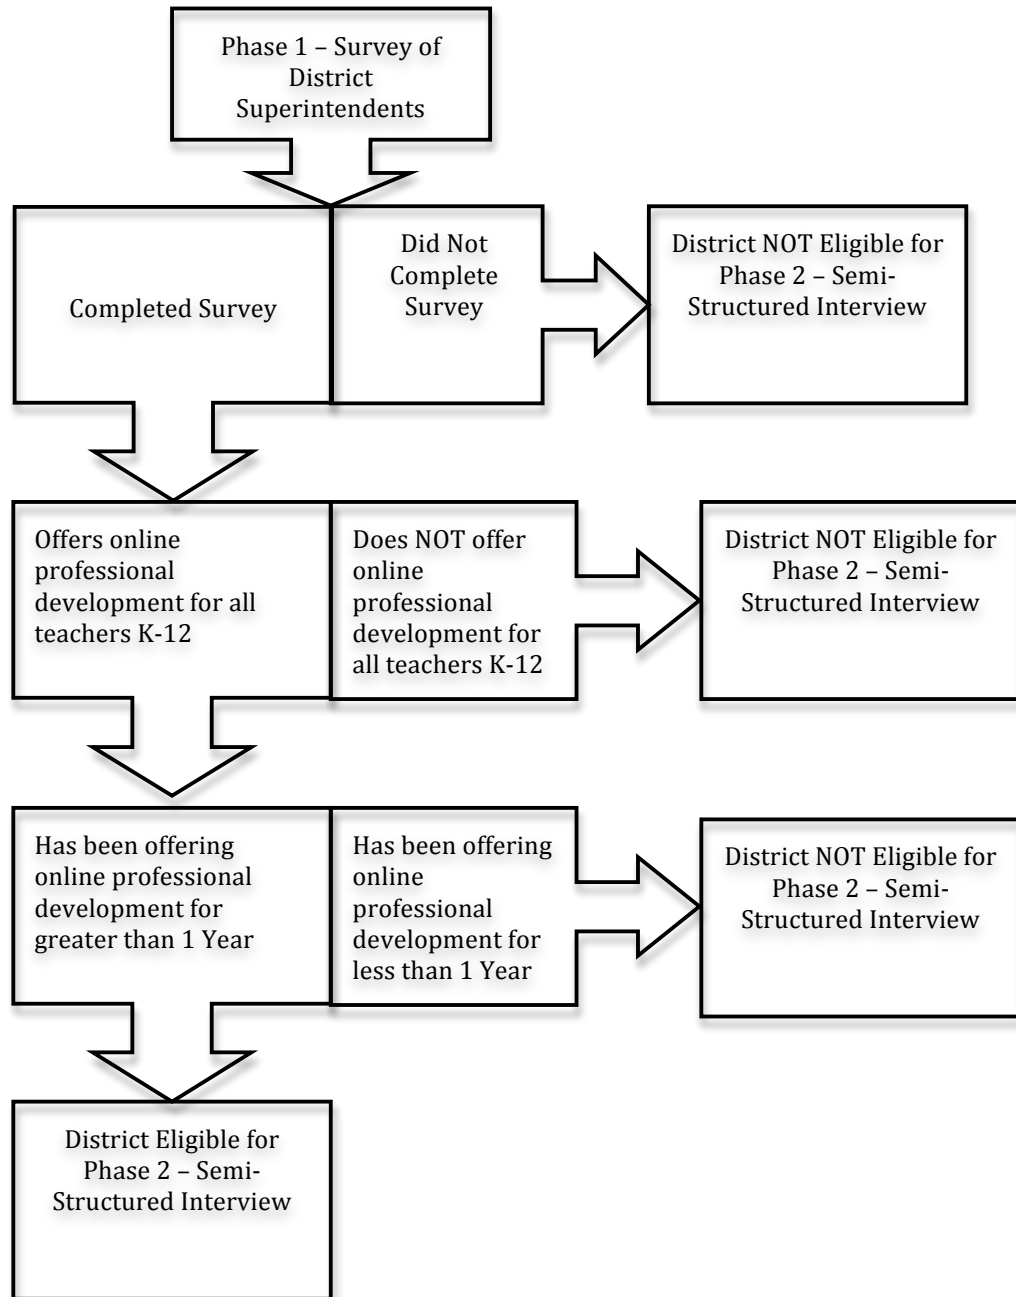 Phase 1 – Survey of
District
Superintendents
Completed Survey
Did Not
Complete
Survey
District NOT Eligible for
Phase 2 – Semi-
Structured Interview
Offers online
professional
development for all
teachers K-12
Does NOT offer
online
professional
development for
all teachers K-12
District NOT Eligible for
Phase 2 – Semi-
Structured Interview
Has been offering
online professional
development for
greater than 1 Year
Has been offering
online
professional
development for
less than 1 Year
District NOT Eligible for
Phase 2 – Semi-
Structured Interview
District Eligible for
Phase 2 – Semi-
Structured Interview